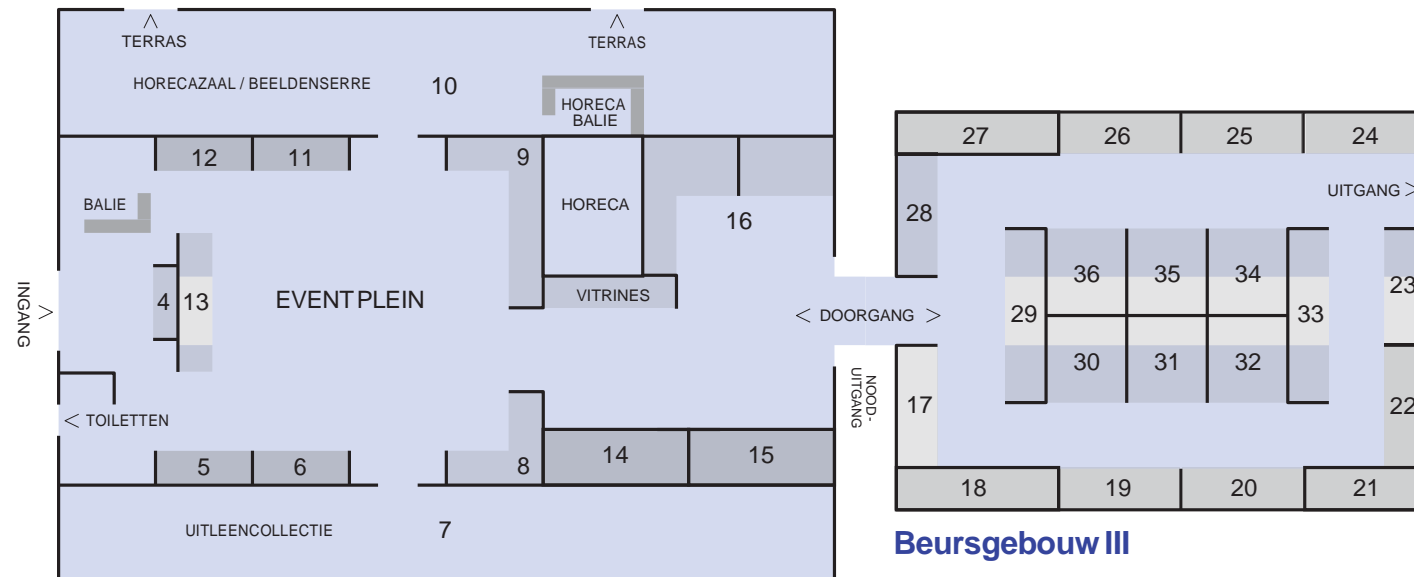 TERRAS
TERRAS
HORECAZAAL / BEELDENSERRE
10
HORECA
BALIE
12
11
9
BALIE
HORECA
16
INGANG
4
13
EVENTPLEIN
VITRINES
< DOORGANG >
NOOD-
UITGANG
< TOILETTEN
5
6
8
14
15
UITLEENCOLLECTIE
7
27
26
25
24
UITGANG >
28
36
35
34
29
33
23
30
31
32
17
22
18
19
20
21
Beursgebouw III